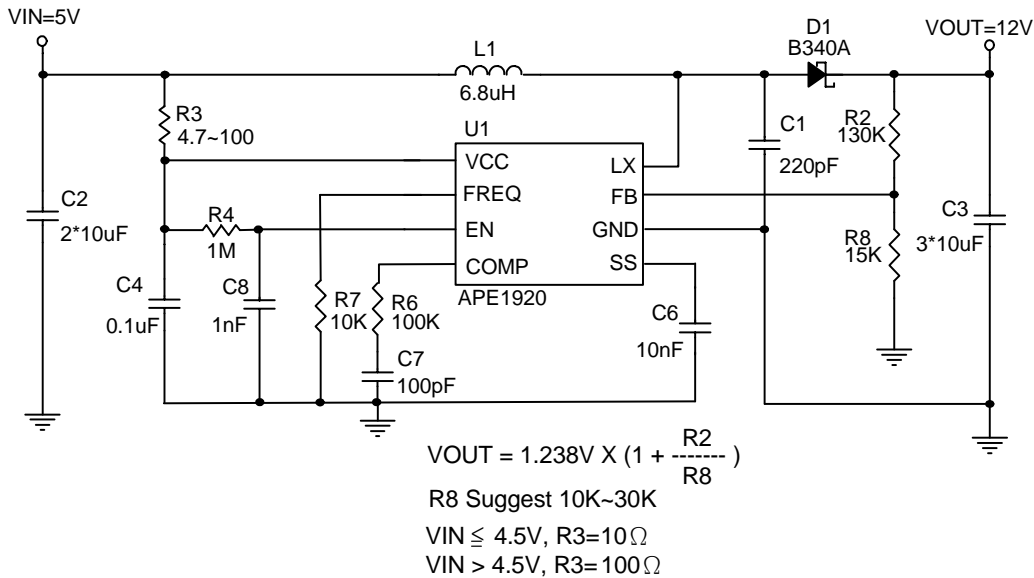 VIN=5V
D1
B340A
VOUT=12V
L1
6.8uH
R3
4.7~100
U1
C1
220pF
R2
130K
VCC
LX
FREQ
FB
C2
2*10uF
R4
1M
EN
GND
C3
3*10uF
R8
15K
COMP
SS
APE1920
C4
0.1uF
C8
1nF
R7
10K
R6
100K
C6
10nF
C7
100pF
VOUT = 1.238V X (1 + R2
------- )
R8
R8 Suggest 10K~30K
VIN ≦ 4.5V, R3=10Ω
VIN > 4.5V, R3=100Ω